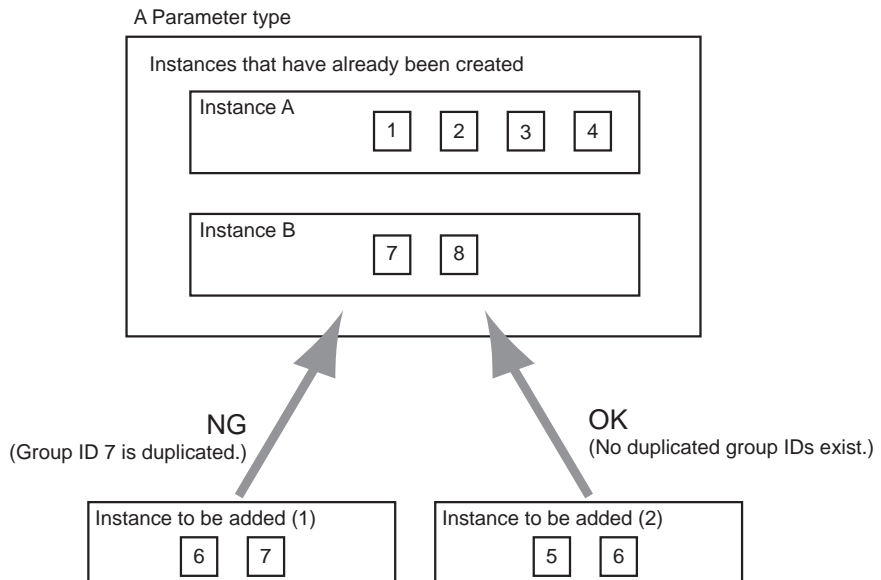 A Parameter type
Instances that have already been created
Instance A
1 2 3 4
Instance B
7 8
NG
(Group ID 7 is duplicated.)
OK
(No duplicated group IDs exist.)
Instance to be added (1)
6 7
Instance to be added (2)
5 6